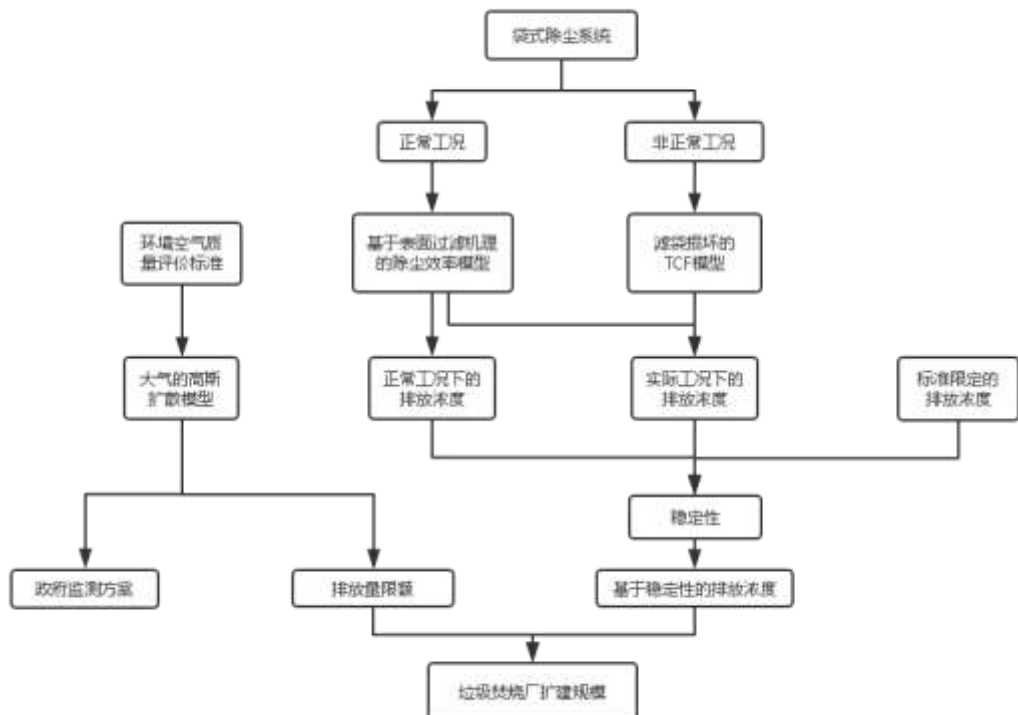 袋式除尘系统
正常工况
非正常工况
环境空气质
量评价标准
基于表面过滤机理
的除尘效率模型
滤袋损坏的
TCF模型
大气的高斯
扩散模型
正常工况下的
排放浓度
实际工况下的
排放浓度
标准限定的
排放浓度
稳定性
政府监测方案
排放量限额
基于稳定性的排放浓度
垃圾焚烧厂扩建规模